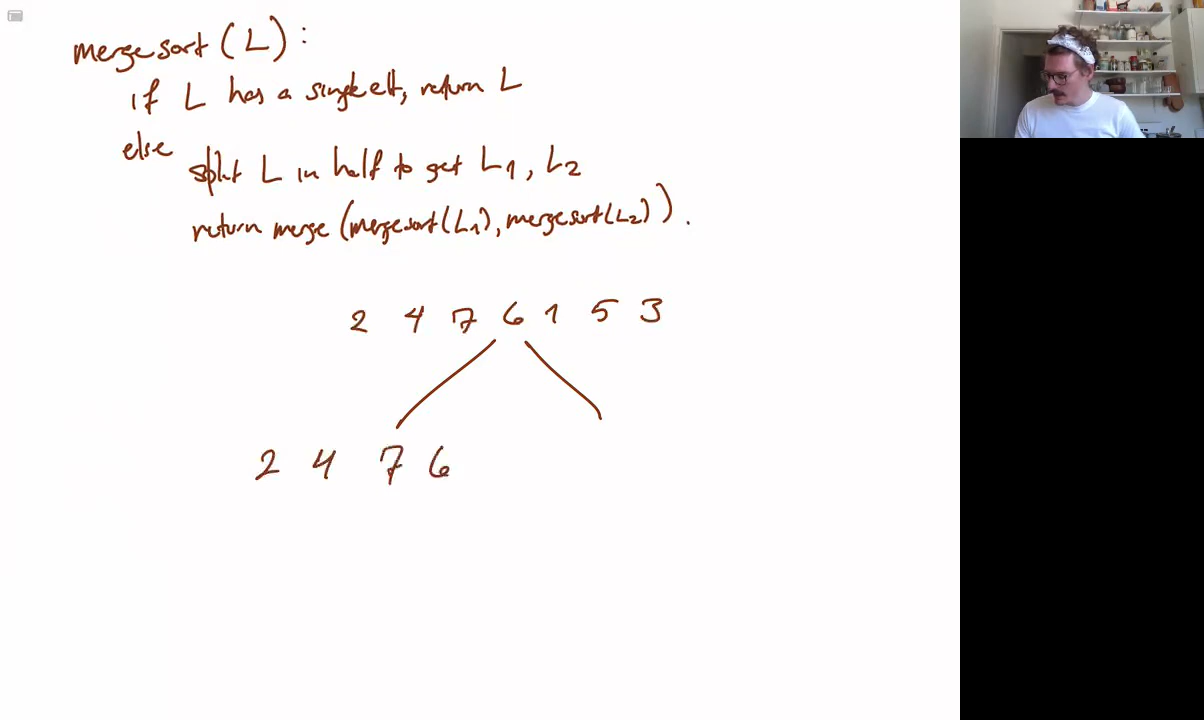 mergesort (L):
if L has a single elt, return L
else
split L in half to get L1, L2
return merge (mergesort(L1), mergesort(L2)).
2 4 7 6 1 5 3
2 4 7 6